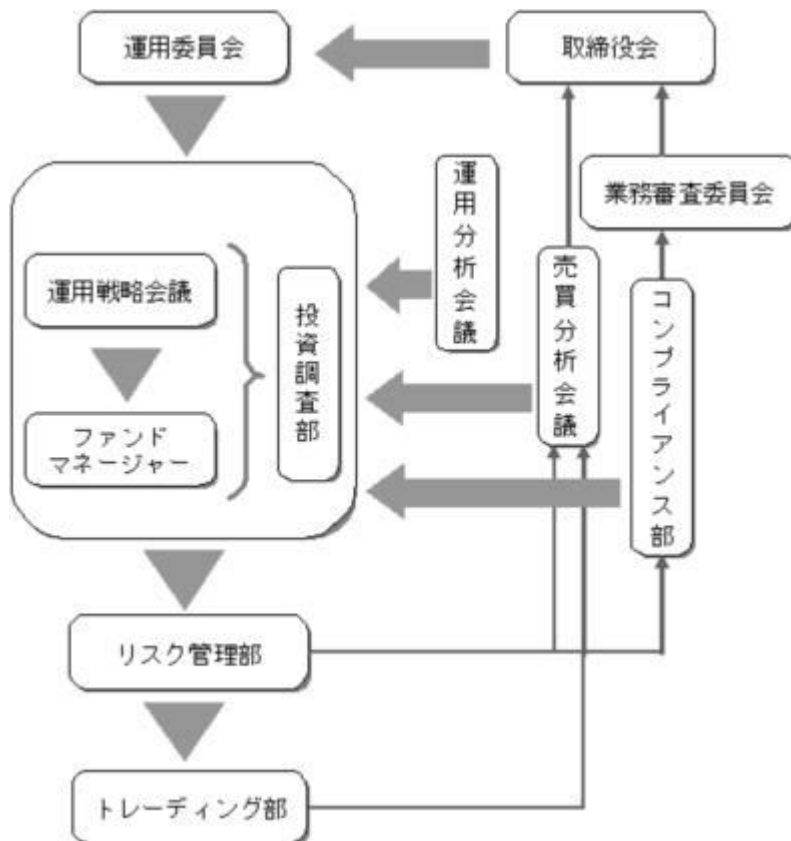 運用委員会
取締役会
業務審査委員会
運用分析会議
売買分析会議
コンプライアンス部
運用戦略会議
投資調査部
ファンド
マネージャー
リスク管理部
トレーディング部